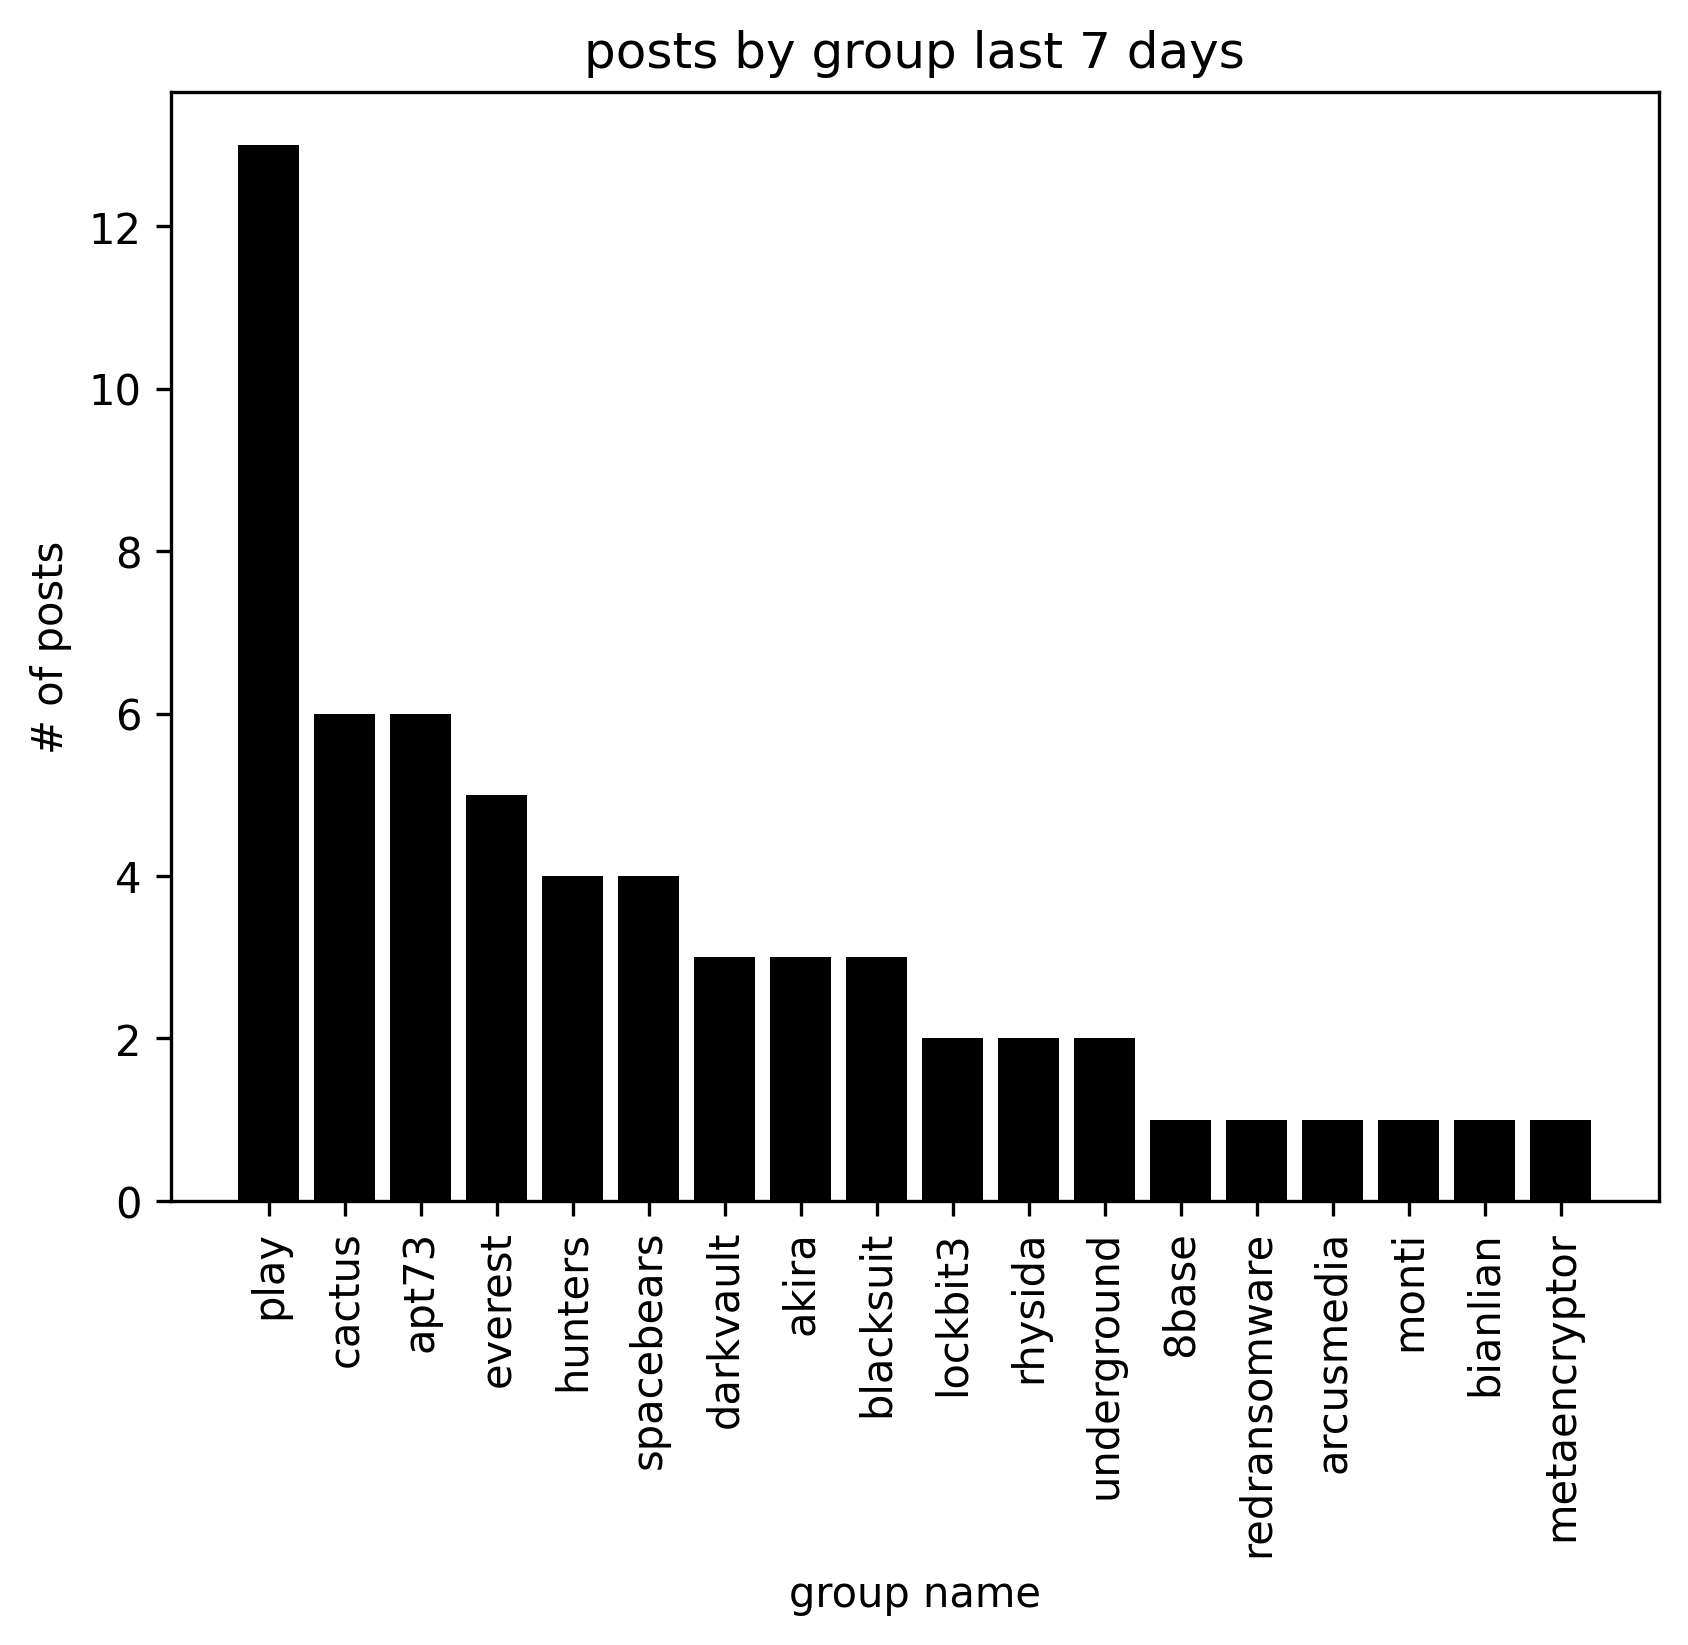 posts by group last 7 days
# of posts
12
10
8
6
4
2
0
play
cactus
apt73
everest
hunters
spacebears
darkvault
akira
blacksuit
lockbit3
rhysida
underground
8base
redransomware
arcusmedia
monti
bianlian
metaencryptor
group name